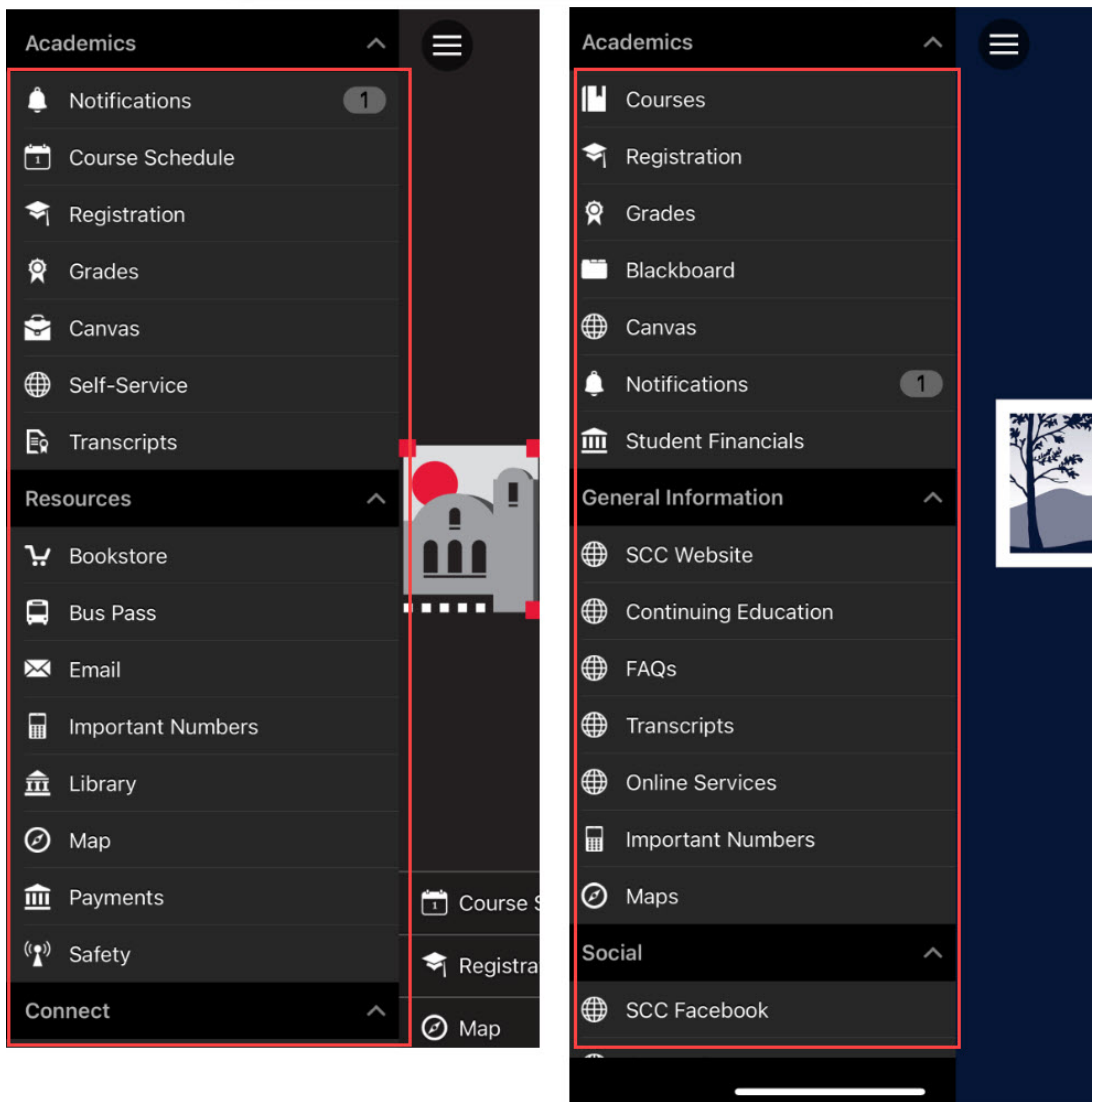 Academics
Notifications 1
Course Schedule
Registration
Grades
Canvas
Self-Service
Transcripts
Resources
Bookstore
Bus Pass
Email
Important Numbers
Library
Map
Payments
Safety
Connect
Course S
Registra
Map
Academics
Courses
Registration
Grades
Blackboard
Canvas
Notifications 1
Student Financials
General Information
SCC Website
Continuing Education
FAQs
Transcripts
Online Services
Important Numbers
Maps
Social
SCC Facebook